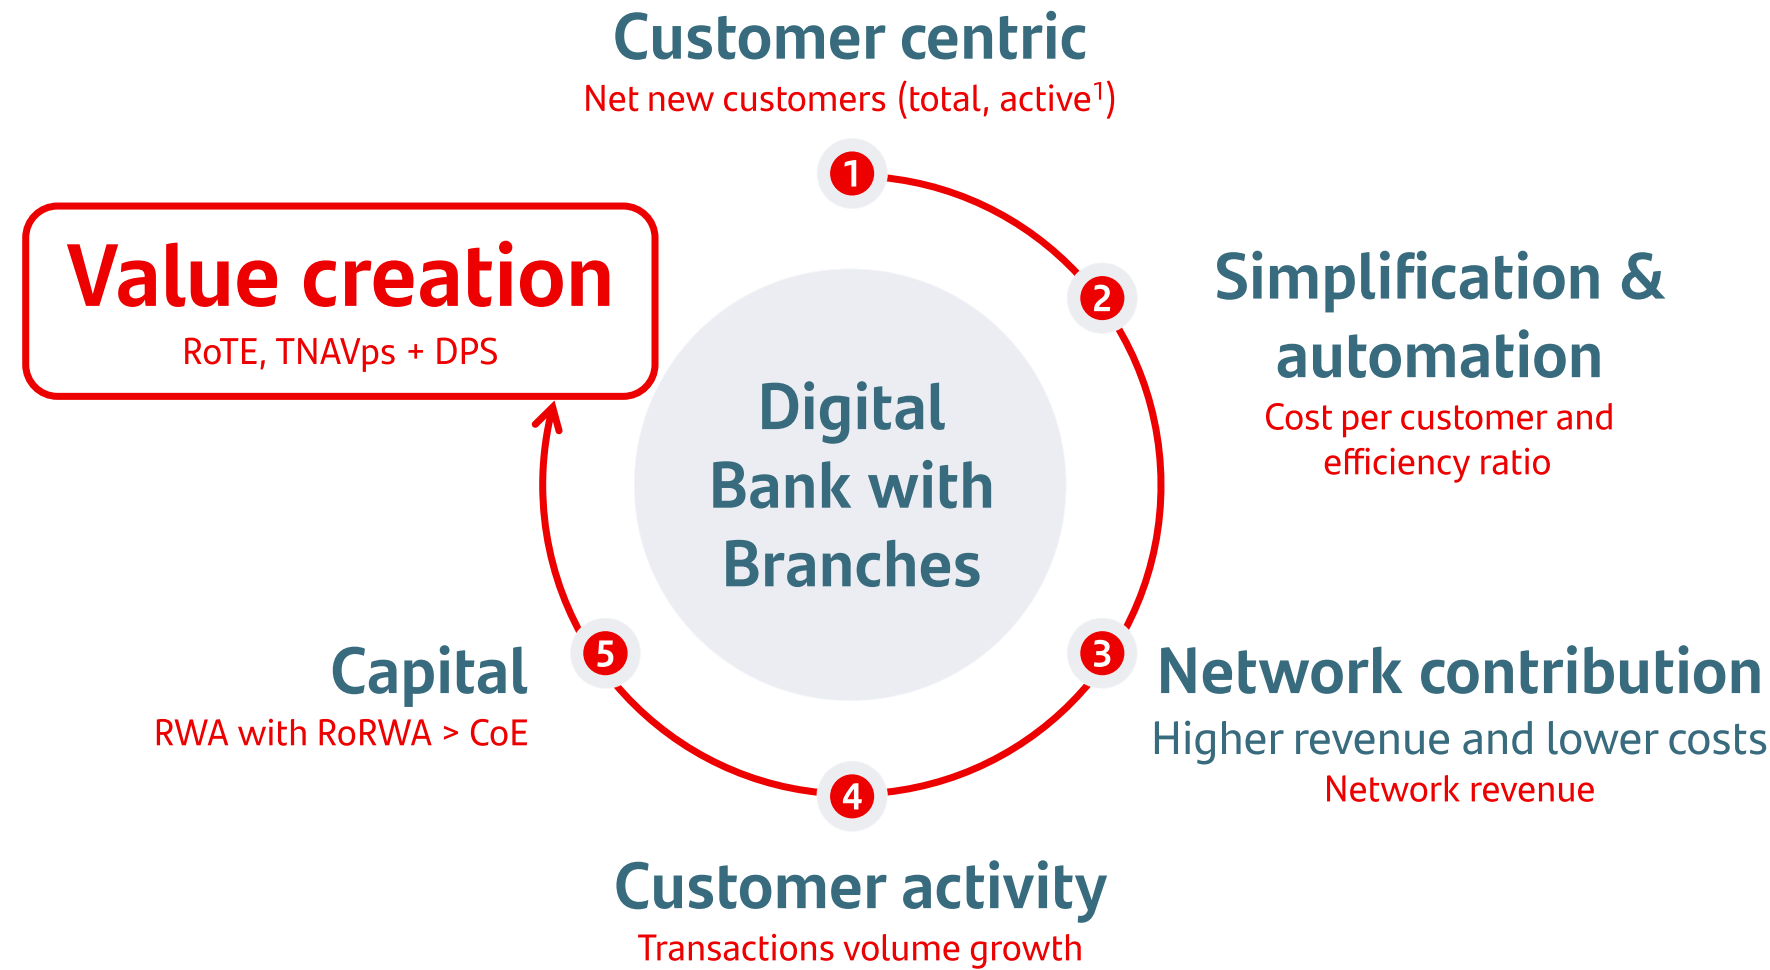 Customer centric
Net new customers (total, active¹)
1
2
Simplification &
automation
Cost per customer and
efficiency ratio
3
Network contribution
Higher revenue and lower costs
Network revenue
4
Customer activity
Transactions volume growth
5
Capital
RWA with RoRWA > CoE
Value creation
RoTE, TNAVps + DPS
Digital
Bank with
Branches